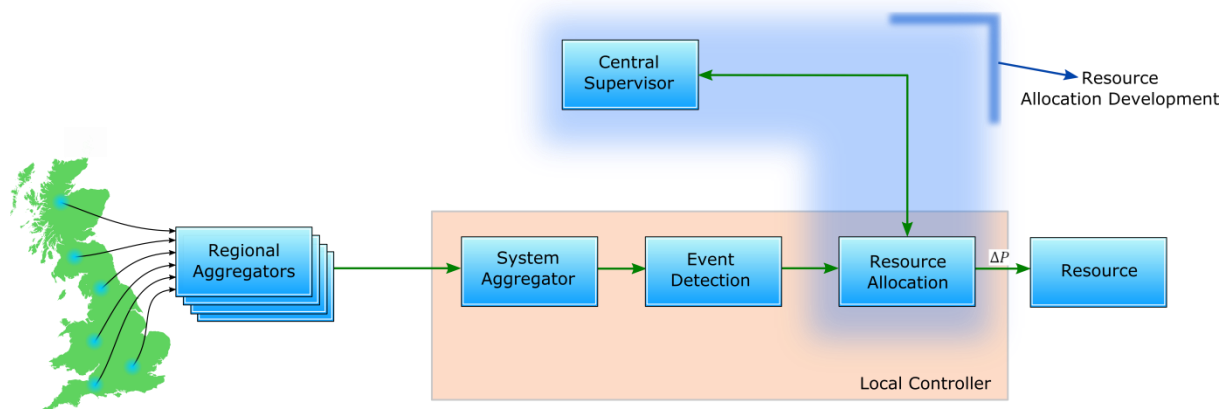 Central
Supervisor
Resource
Allocation Development
Regional
Aggregators
System
Aggregator
Event
Detection
Resource
Allocation
ΔP
Resource
Local Controller